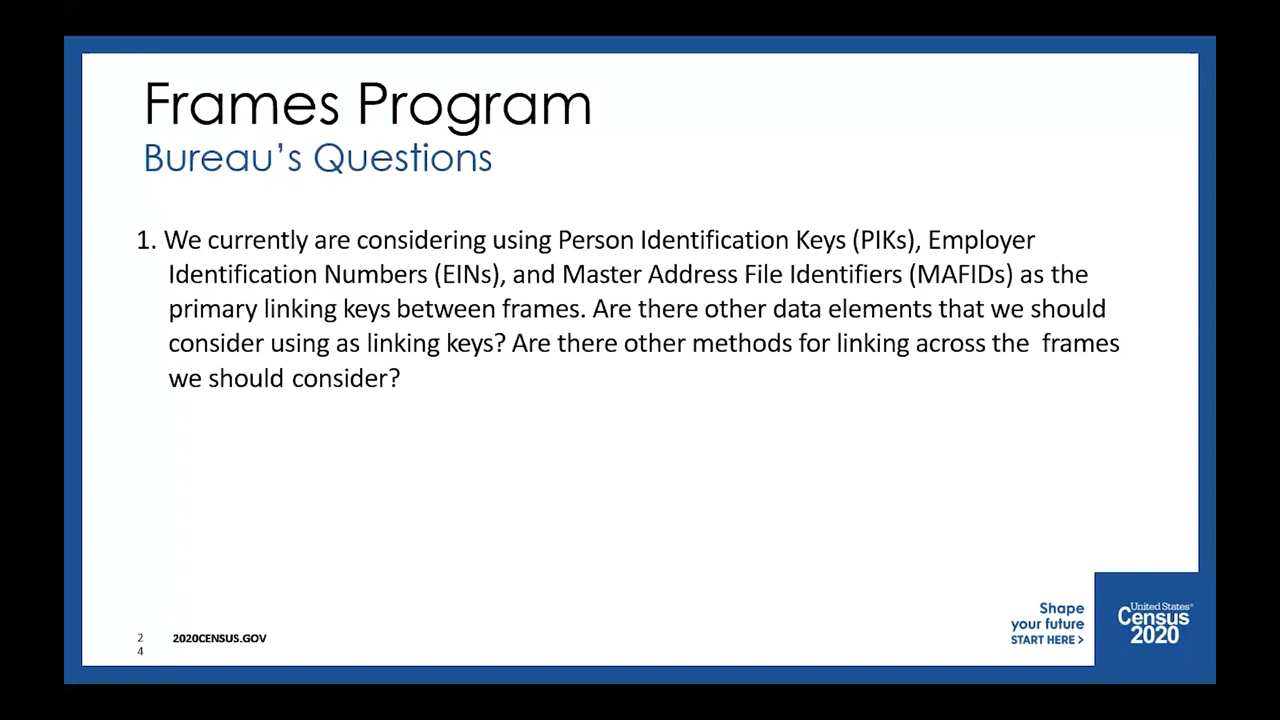 Frames Program
Bureau's Questions
1. We currently are considering using Person Identification Keys (PIKs), Employer
Identification Numbers (EINs), and Master Address File Identifiers (MAFIDs) as the
primary linking keys between frames. Are there other data elements that we should
consider using as linking keys? Are there other methods for linking across the frames
we should consider?
2
4
2020CENSUS.GOV
Shape
your future
START HERE >
United States®
Census
2020